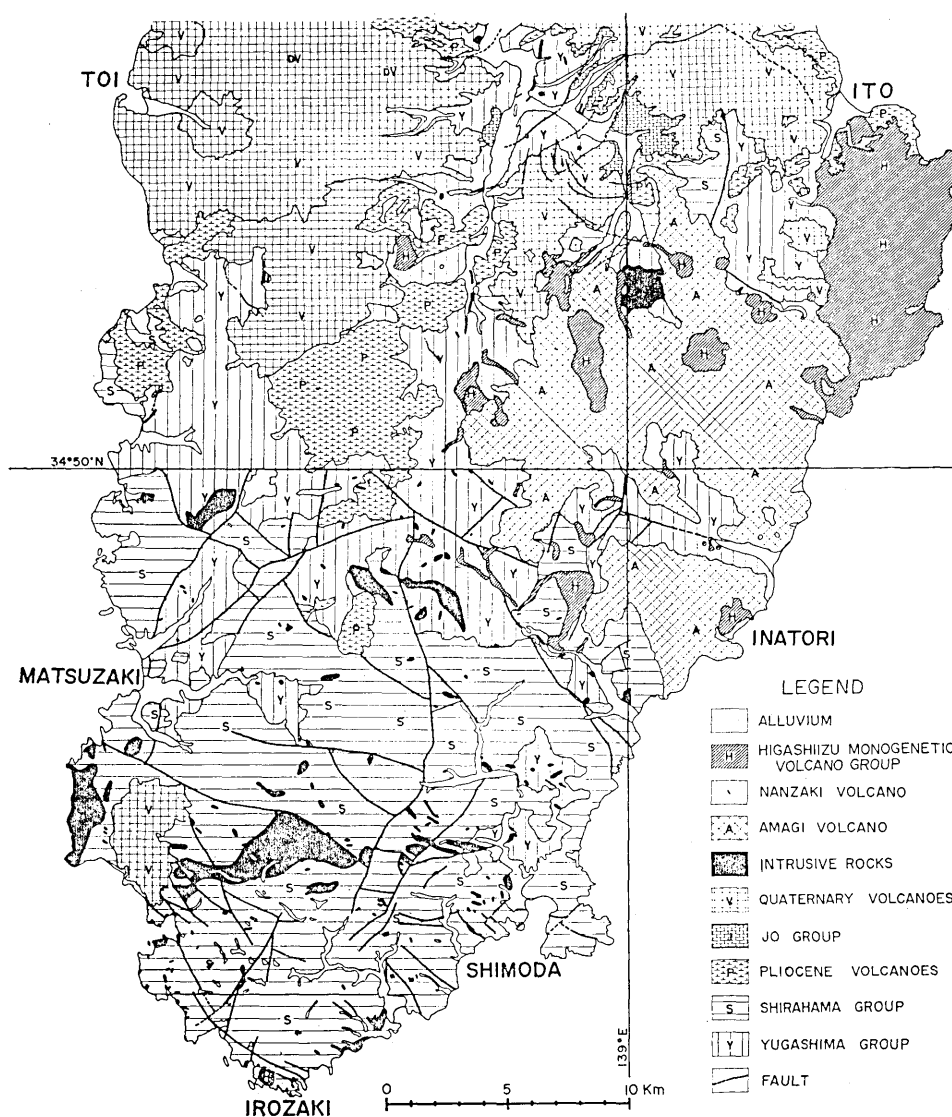 TOI
ITO
34°50'N
INATORI
MATSUZAKI
SHIMODA
139°E
IROZAKI
0 5 10 Km
LEGEND
ALLUVIUM
H HIGASHIIZU MONOGENETIC
VOLCANO GROUP
NANZAKI VOLCANO
A AMAGI VOLCANO
INTRUSIVE ROCKS
V QUATERNARY VOLCANOES
JO GROUP
P PLIOCENE VOLCANOES
S SHIRAHAMA GROUP
Y YUGASHIMA GROUP
FAULT